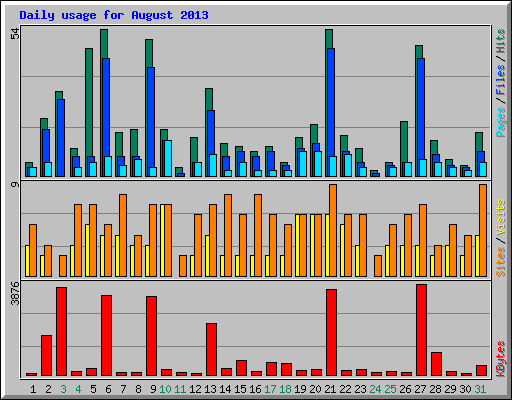 Daily usage for August 2013
54
Pages / Files / Hits
9
Sites / Visits
3876
KBytes
1 2 3 4 5 6 7 8 9 10 11 12 13 14 15 16 17 18 19 20 21 22 23 24 25 26 27 28 29 30 31